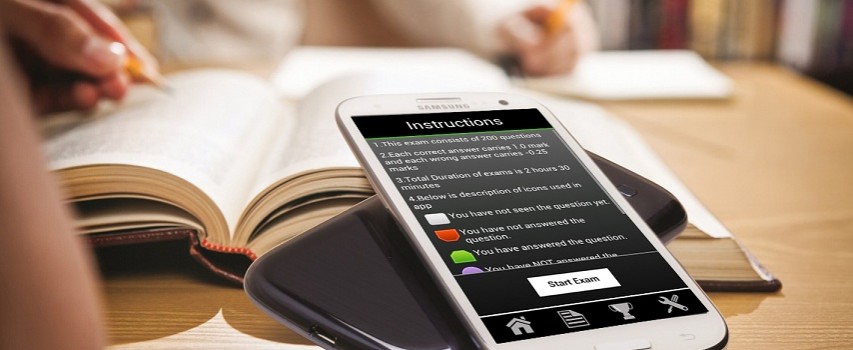 SAMSUNG
Instructions
1.This exam consists of 200 questions
2.Each correct answer carries 1.0 mark
and each wrong answer carries -0.25
marks
3.Total Duration of exams is 2 hours 30
minutes
4.Below is description of icons used in
app
You have not seen the question yet.
You have not answered the
question.
You have answered the question.
You have NOT answered the
Start Exam